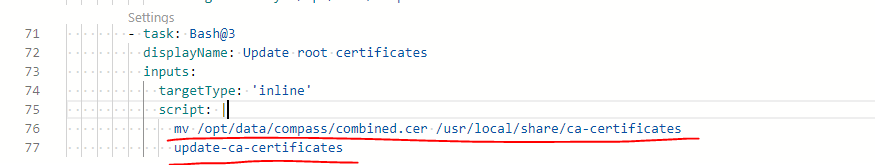 Settings
71 - task: Bash@3
72 displayName: Update root certificates
73 inputs:
74 targetType: 'inline'
75 script: |
76 mv /opt/data/compass/combined.cer /usr/local/share/ca-certificates
77 update-ca-certificates